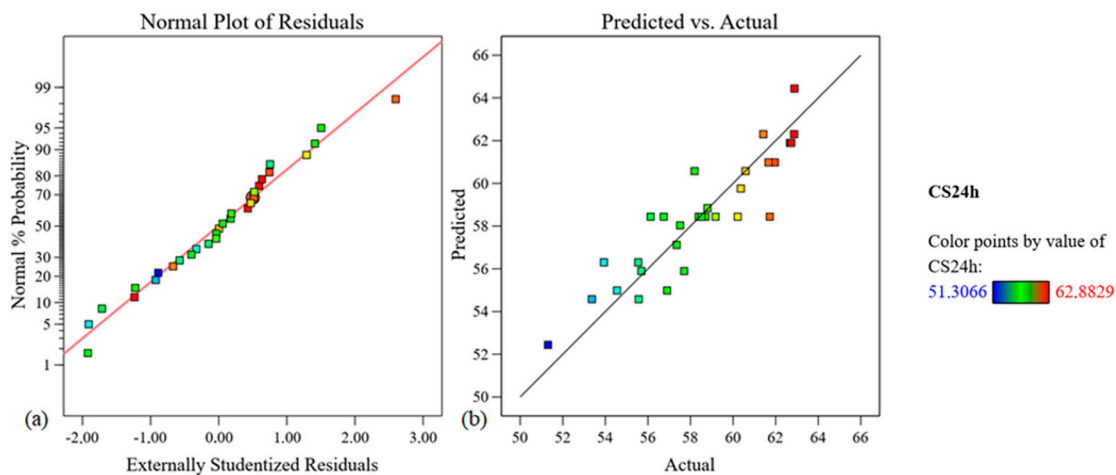 Normal Plot of Residuals
Normal % Probability
99
95
90
80
70
50
30
20
10
5
1
-2,00 -1.00 0.00 1.00 2.00 3.00
Externally Studentized Residuals
(a)
Predicted vs. Actual
Predicted
66
64
62
60
58
56
54
52
50
50 52 54 56 58 60 62 64 66
Actual
(b)
CS24h
Color points by value of
CS24h:
51.3066 62.8829